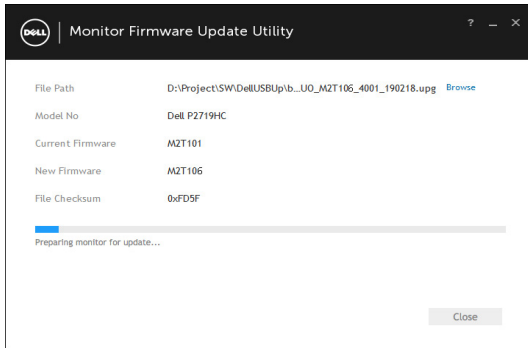 DELL Monitor Firmware Update Utility ? _ ×
File Path D:\Project\SW\DellUSBUp\b...UO_M2T106_4001_190218.upg Browse
Model No Dell P2719HC
Current Firmware M2T101
New Firmware M2T106
File Checksum 0xFD5F
Preparing monitor for update...
Close